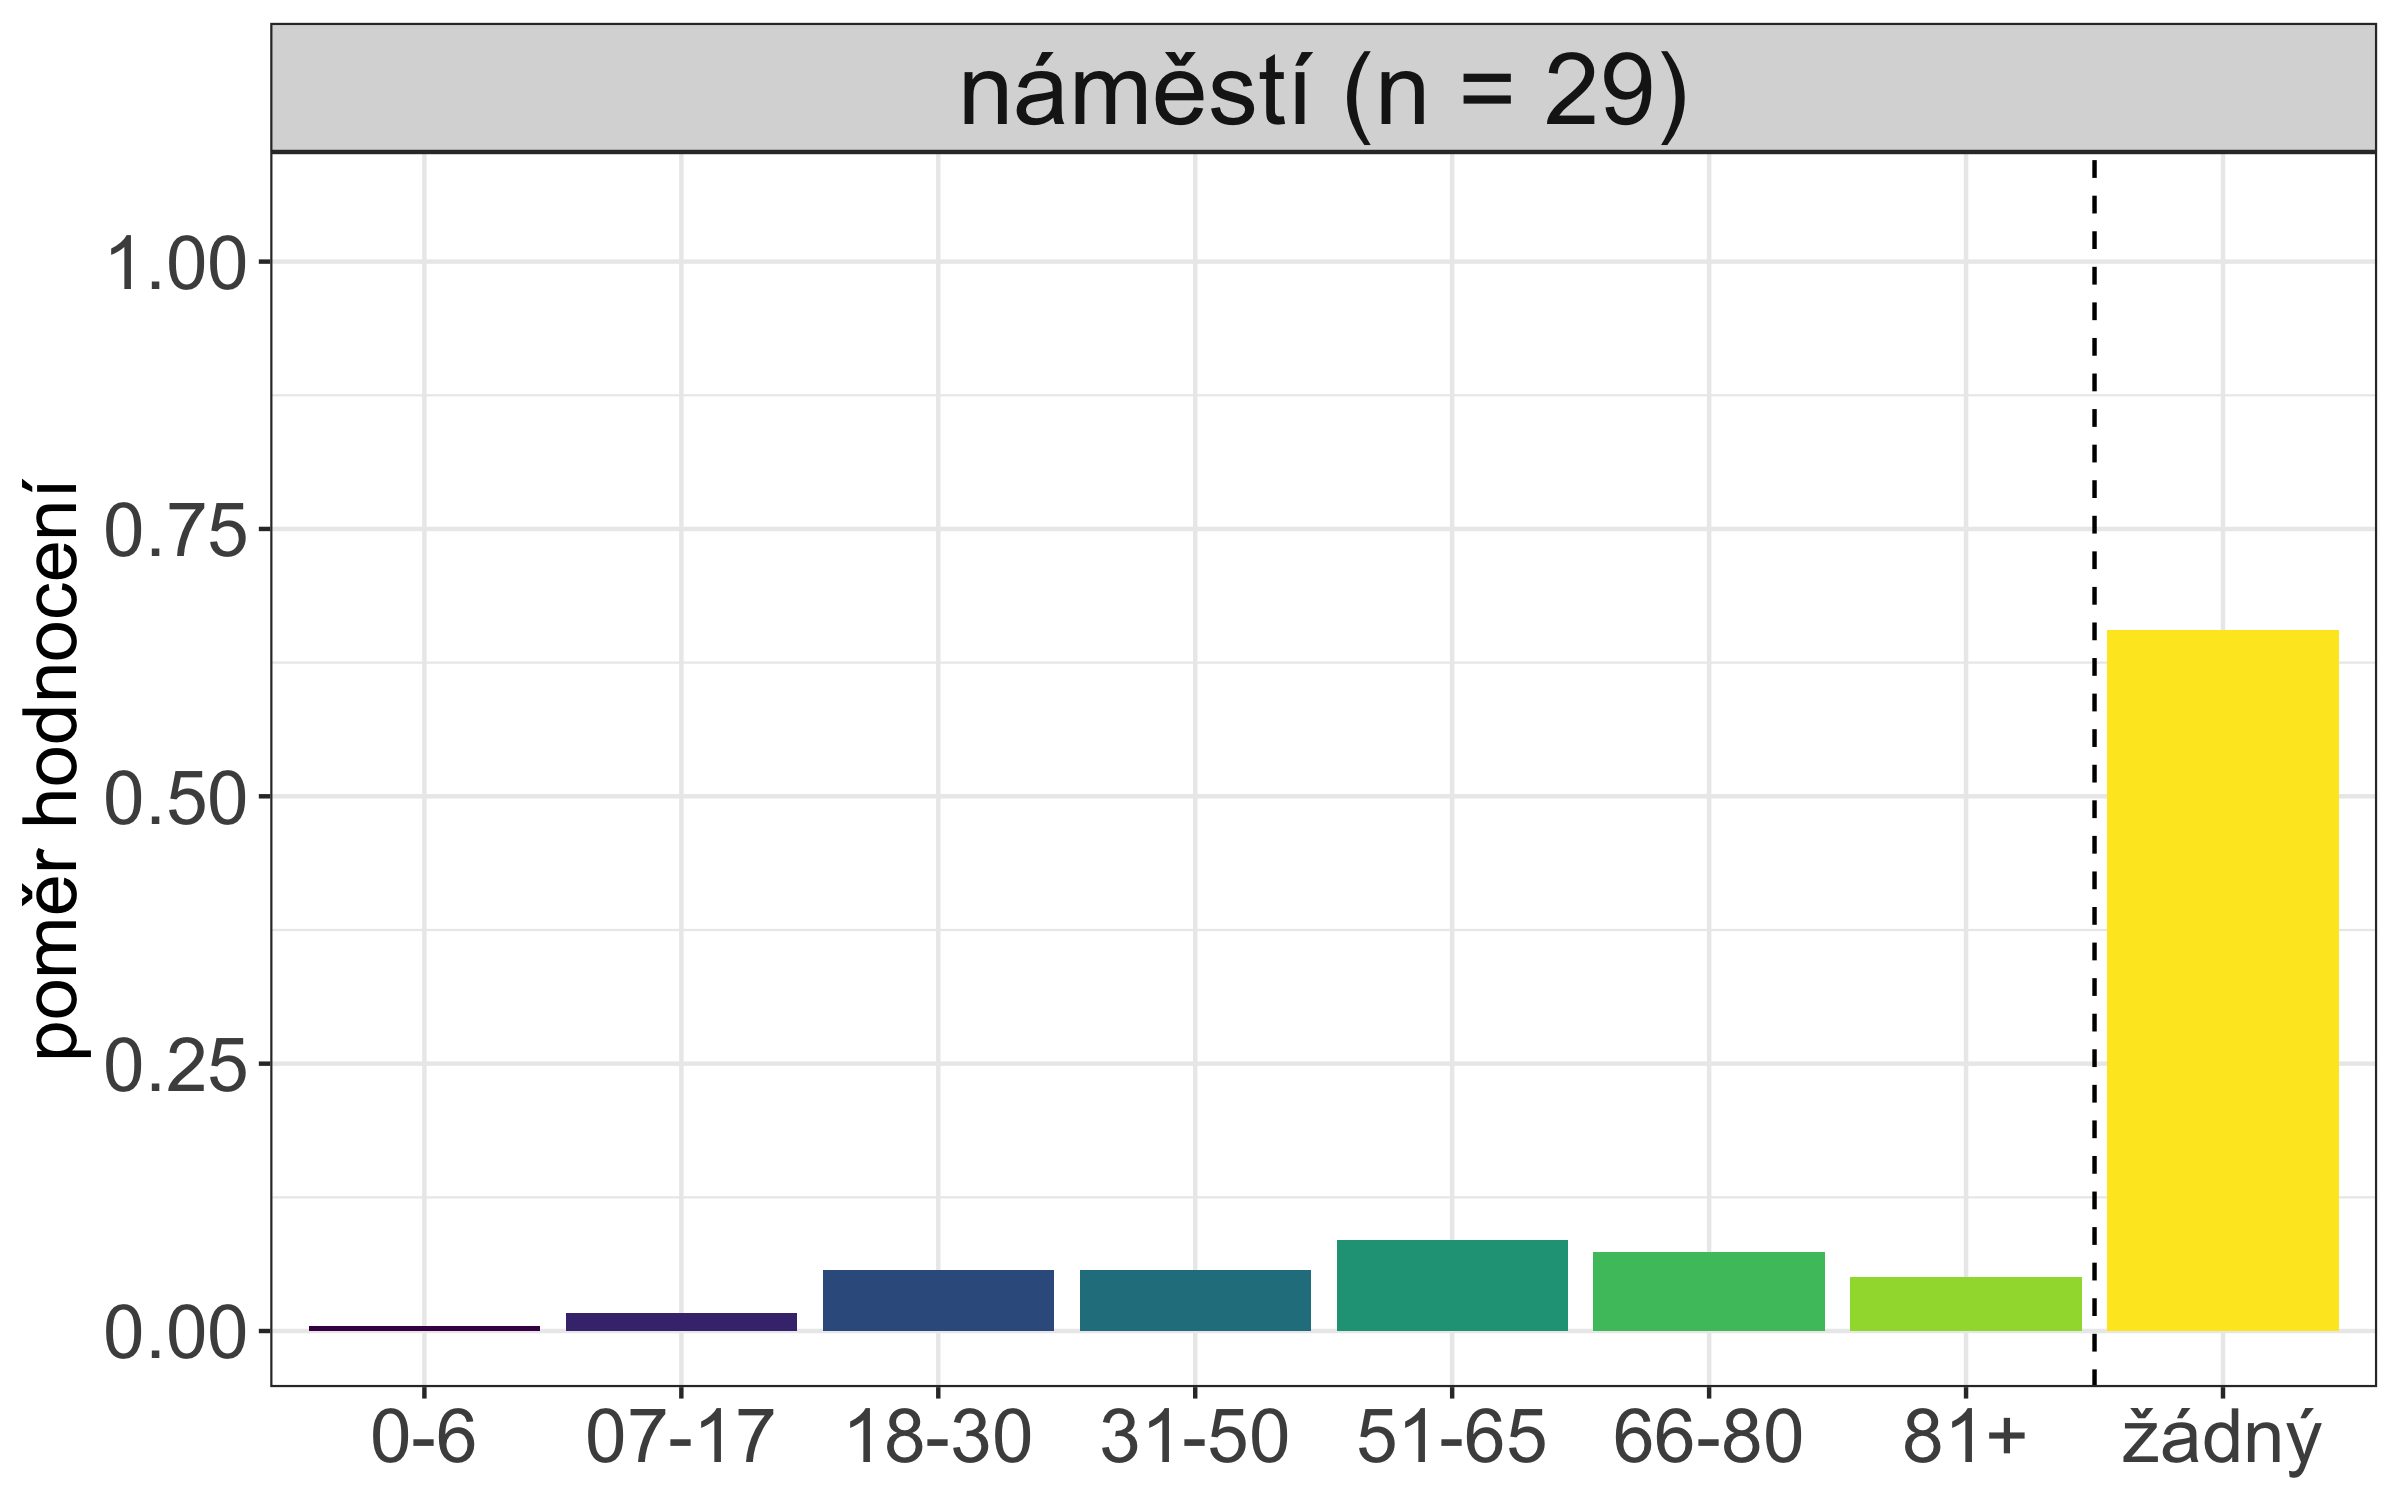 náměstí (n = 29)
poměr hodnocení
1.00
0.75
0.50
0.25
0.00
0-6 07-17 18-30 31-50 51-65 66-80 81+ žádný